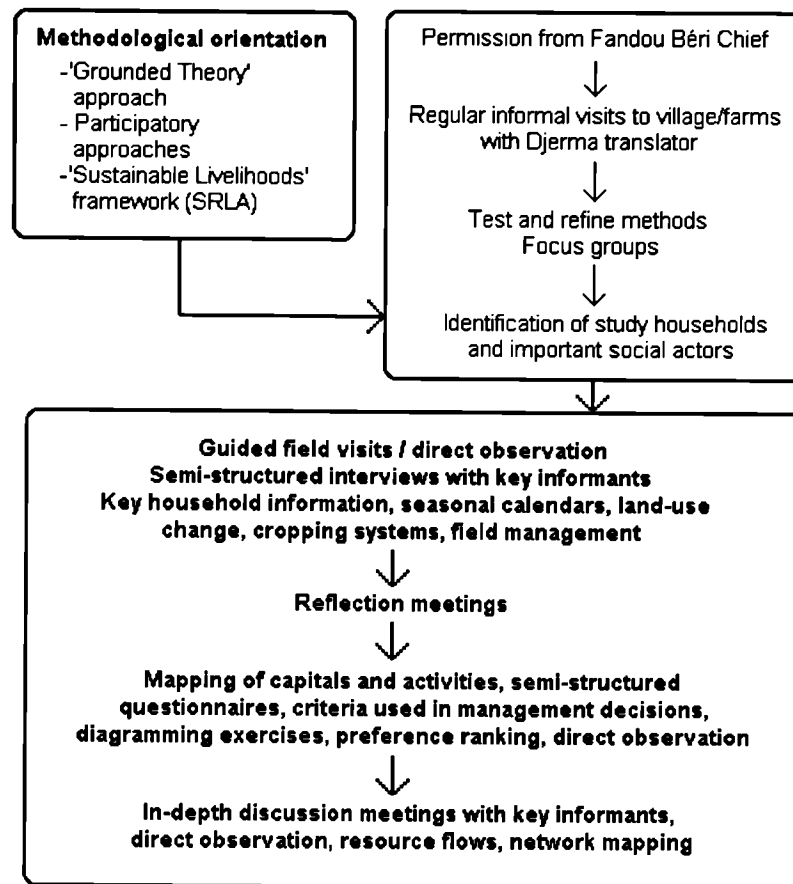 Methodological orientation
-'Grounded Theory'
approach
- Participatory
approaches
-'Sustainable Livelihoods'
framework (SRLA)
Permission from Fandou Béri Chief
Regular informal visits to village/farms
with Djerma translator
Test and refine methods
Focus groups
Identification of study households
and important social actors
Guided field visits / direct observation
Semi-structured interviews with key informants
Key household information, seasonal calendars, land-use
change, cropping systems, field management
Reflection meetings
Mapping of capitals and activities, semi-structured
questionnaires, criteria used in management decisions,
diagramming exercises, preference ranking, direct observation
In-depth discussion meetings with key informants,
direct observation, resource flows, network mapping